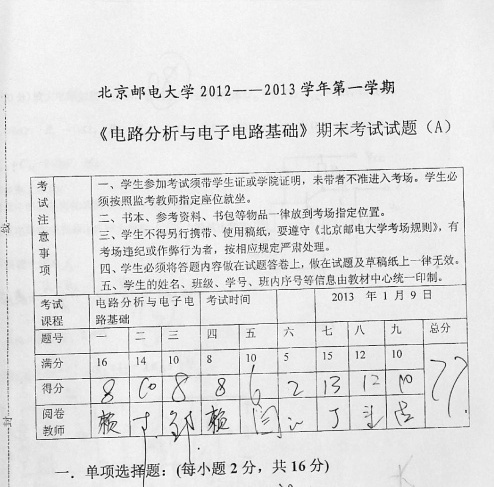 北京邮电大学 2012——2013 学年第一学期
《电路分析与电子电路基础》期末考试试题（A）
考试注意事项
一、学生参加考试须带学生证或学院证明，未带者不准进入考场。学生必
须按照监考教师指定座位就坐。
二、书本、参考资料、书包等物品一律放到考场指定位置。
三、学生不得另行携带、使用稿纸，要遵守《北京邮电大学考场规则》，有
考场违纪或作弊行为者，按相应规定严肃处理。
四、学生必须将答题内容做在试题答卷上，做在试题及草稿纸上一律无效。
五、学生的姓名、班级、学号、班内序号等信息由教材中心统一印制。
考试课程 电路分析与电子电路基础 考试时间 2013 年 1 月 9 日
题号 一 二 三 四 五 六 七 八 九 总分
满分 16 14 10 8 10 5 15 12 10
得分 8 10 8 8 6 2 13 12 10 77
阅卷教师 赖 丁 邹 赖 闫 丁
一．单项选择题：(每小题 2 分，共 16 分)